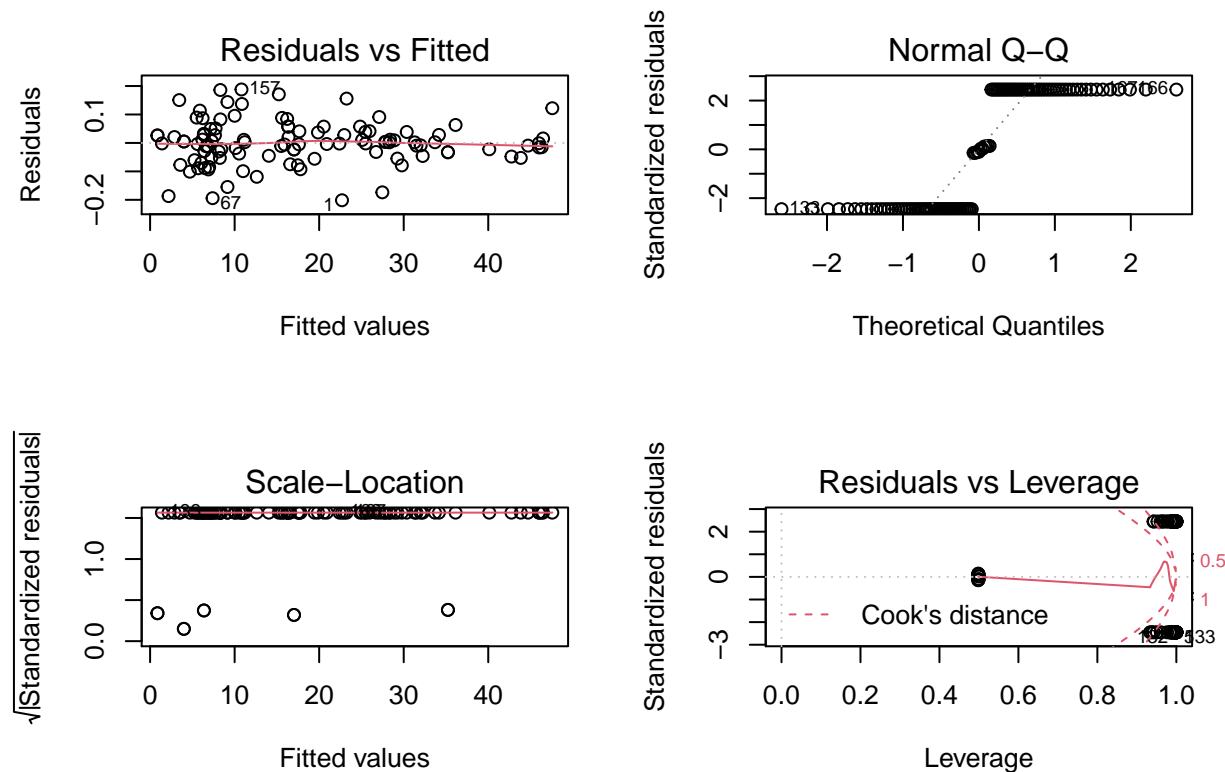 Residuals vs Fitted
Residuals
0.1
−0.2
157
67
1
0 10 20 30 40
Fitted values
Normal Q−Q
Standardized residuals
2
0
−2
133
166
−2 −1 0 1 2
Theoretical Quantiles
Scale−Location
√|Standardized residuals|
1.0
0.0
0 10 20 30 40
Fitted values
Residuals vs Leverage
Standardized residuals
2
0
−3
0.5
1
Cook's distance
0.0 0.2 0.4 0.6 0.8 1.0
Leverage